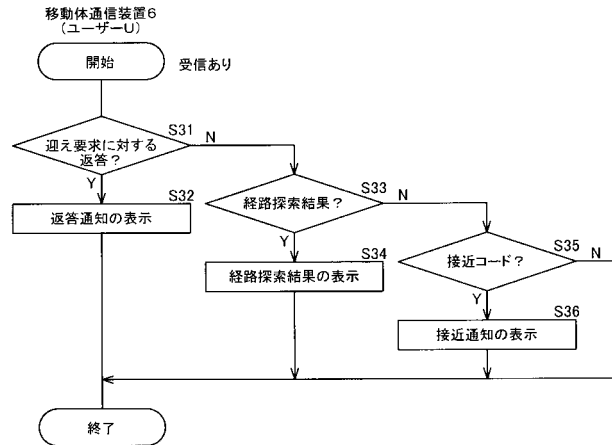 移動体通信装置6
（ユーザーU）
開始
受信あり
S31
迎え要求に対する
返答？
N
Y
S32
返答通知の表示
S33
経路探索結果？
N
Y
S34
経路探索結果の表示
S35
接近コード？
N
Y
S36
接近通知の表示
終了